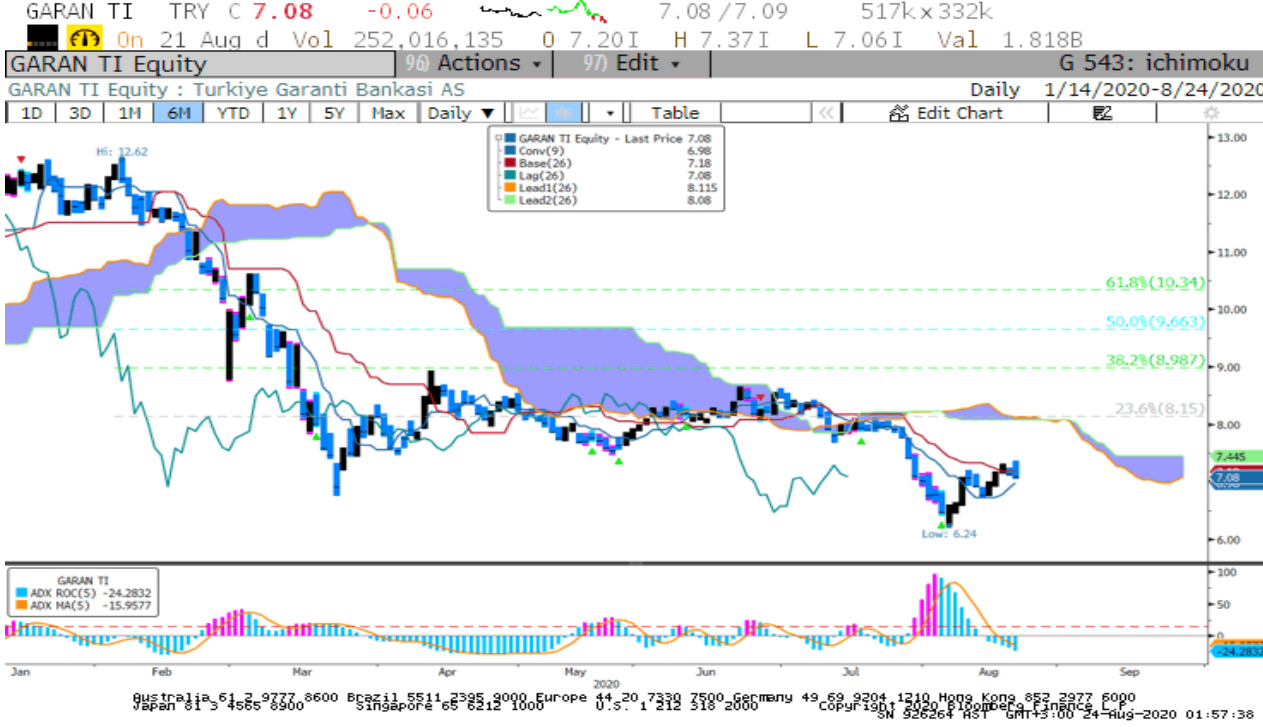 GARAN TI TRY C 7.08 -0.06 7.08/7.09 517k x 332k
On 21 Aug d Vol 252,016,135 O 7.20I H 7.37I L 7.06I Val 1.818B
GARAN TI Equity 96) Actions 97) Edit G 543: ichimoku
GARAN TI Equity : Turkiye Garanti Bankasi AS Daily 1/14/2020-8/24/2020
1D 3D 1M 6M YTD 1Y 5Y Max Daily ▼ Table « Edit Chart
GARAN TI Equity - Last Price 7.08
Conv(9) 6.98
Base(26) 7.18
Lag(26) 7.08
Lead1(26) 8.115
Lead2(26) 8.08
Hi: 12.62
13.00
12.00
11.00
61.8%(10.34)
10.00
50.0%(9.663)
38.2%(8.987)
9.00
23.6%(8.15)
8.00
7.445
7.08
Low: 6.24
6.00
GARAN TI
ADX ROC(5) -24.2832
ADX MA(5) -15.9577
100
50
0
-24.2832
Jan Feb Mar Apr May Jun Jul Aug Sep
2020
Australia 61 2 9777 8600 Brazil 5511 2395 9000 Europe 44 20 7330 7500 Germany 49 69 9204 1210 Hong Kong 852 2977 6000
Japan 81 3 4565 8900 Singapore 65 6212 1000 U.S. 1 212 318 2000 Copyright 2020 Bloomberg Finance L.P.
SN 926264 AST GMT+3:00 24-Aug-2020 01:57:38